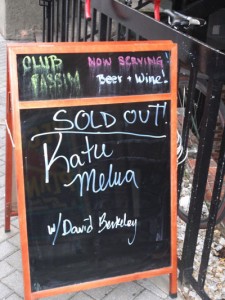 CLUB PASSIM
NOW SERVING
Beer + Wine!
SOLD OUT!
Katie
Melua
w/ David Berkeley